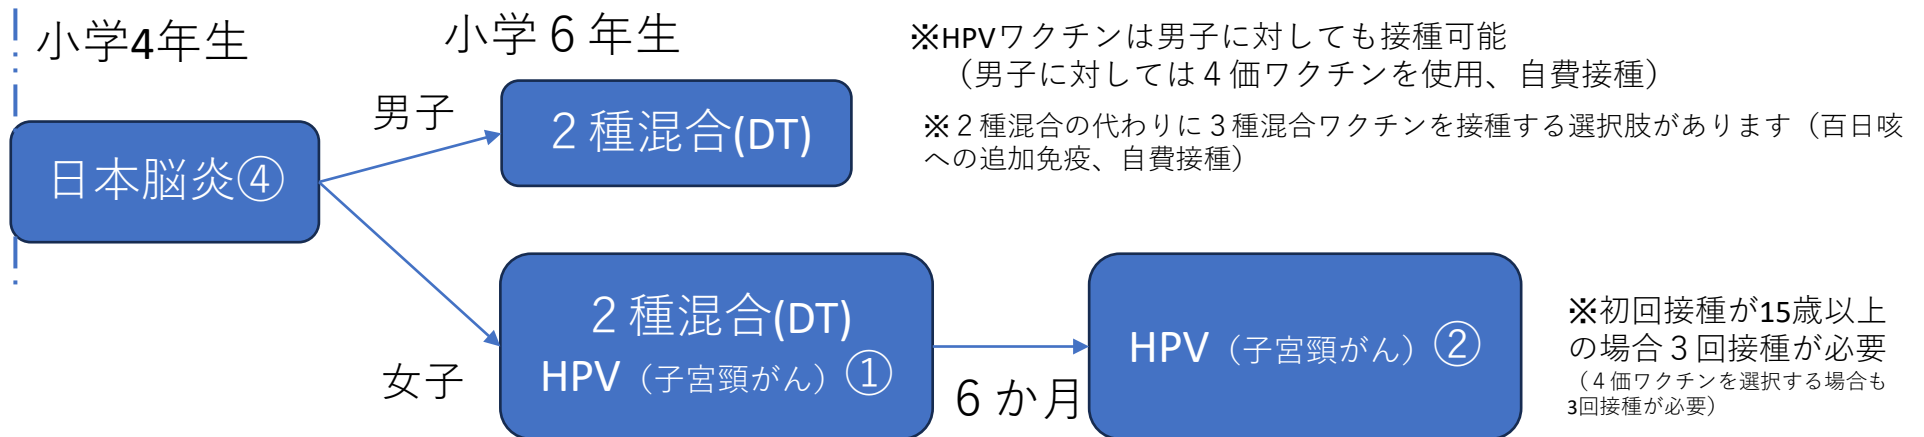 小学4年生
小学６年生
※HPVワクチンは男子に対しても接種可能
（男子に対しては４価ワクチンを使用、自費接種）
男子
２種混合(DT)
※２種混合の代わりに３種混合ワクチンを接種する選択肢があります（百日咳
への追加免疫、自費接種）
日本脳炎④
２種混合(DT)
HPV（子宮頸がん）①
女子
６か月
HPV（子宮頸がん）②
※初回接種が15歳以上
の場合３回接種が必要
（４価ワクチンを選択する場合も
3回接種が必要）